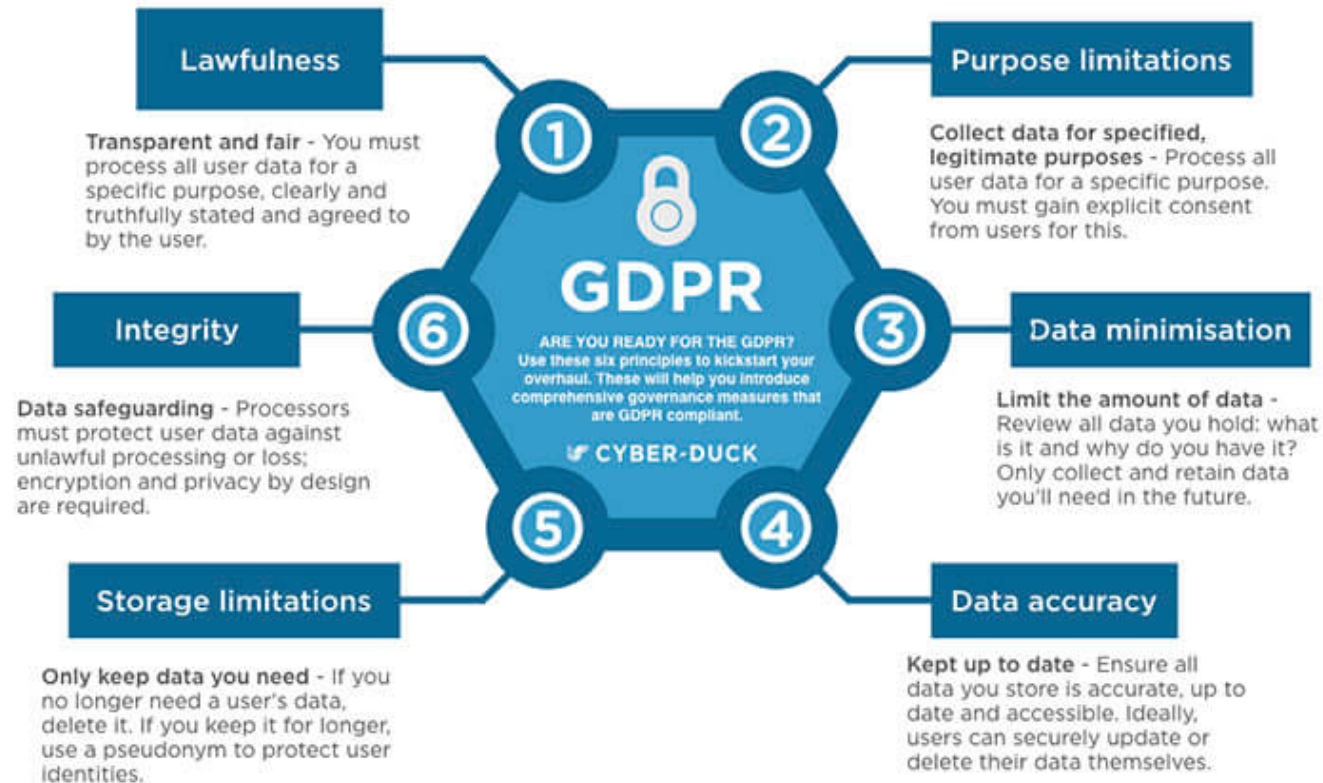 Lawfulness
Transparent and fair - You must
process all user data for a
specific purpose, clearly and
truthfully stated and agreed to
by the user.
1
2
Purpose limitations
Collect data for specified,
legitimate purposes - Process all
user data for a specific purpose.
You must gain explicit consent
from users for this.
GDPR
ARE YOU READY FOR THE GDPR?
Use these six principles to kickstart your
overhaul. These will help you introduce
comprehensive governance measures that
are GDPR compliant.
CYBER-DUCK
3
Data minimisation
Limit the amount of data -
Review all data you hold: what
is it and why do you have it?
Only collect and retain data
you'll need in the future.
4
Data accuracy
Kept up to date - Ensure all
data you store is accurate, up to
date and accessible. Ideally,
users can securely update or
delete their data themselves.
5
Storage limitations
Only keep data you need - If you
no longer need a user's data,
delete it. If you keep it for longer,
use a pseudonym to protect user
identities.
6
Integrity
Data safeguarding - Processors
must protect user data against
unlawful processing or loss;
encryption and privacy by design
are required.